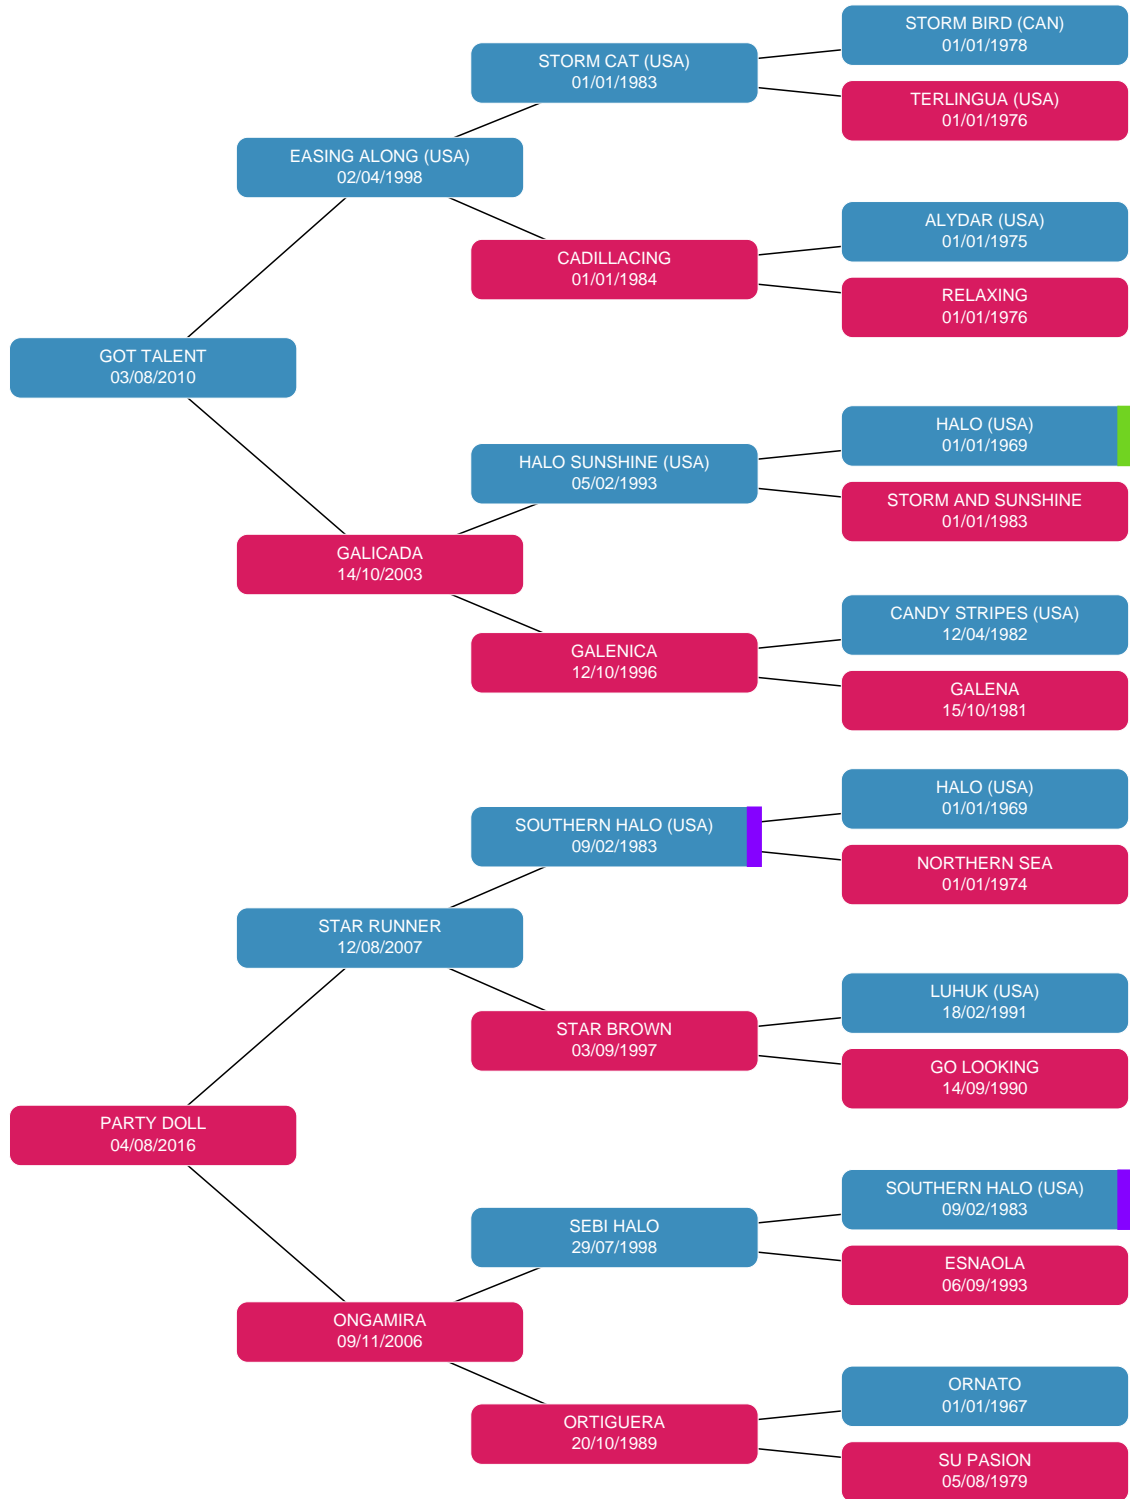 STORM BIRD (CAN)
01/01/1978
STORM CAT (USA)
01/01/1983
TERLINGUA (USA)
01/01/1976
EASING ALONG (USA)
02/04/1998
ALYDAR (USA)
01/01/1975
CADILLACING
01/01/1984
RELAXING
01/01/1976
GOT TALENT
03/08/2010
HALO (USA)
01/01/1969
HALO SUNSHINE (USA)
05/02/1993
STORM AND SUNSHINE
01/01/1983
GALICADA
14/10/2003
CANDY STRIPES (USA)
12/04/1982
GALENICA
12/10/1996
GALENA
15/10/1981
HALO (USA)
01/01/1969
SOUTHERN HALO (USA)
09/02/1983
NORTHERN SEA
01/01/1974
STAR RUNNER
12/08/2007
LUHUK (USA)
18/02/1991
STAR BROWN
03/09/1997
GO LOOKING
14/09/1990
PARTY DOLL
04/08/2016
SOUTHERN HALO (USA)
09/02/1983
SEBI HALO
29/07/1998
ESNAOLA
06/09/1993
ONGAMIRA
09/11/2006
ORNATO
01/01/1967
ORTIGUERA
20/10/1989
SU PASION
05/08/1979